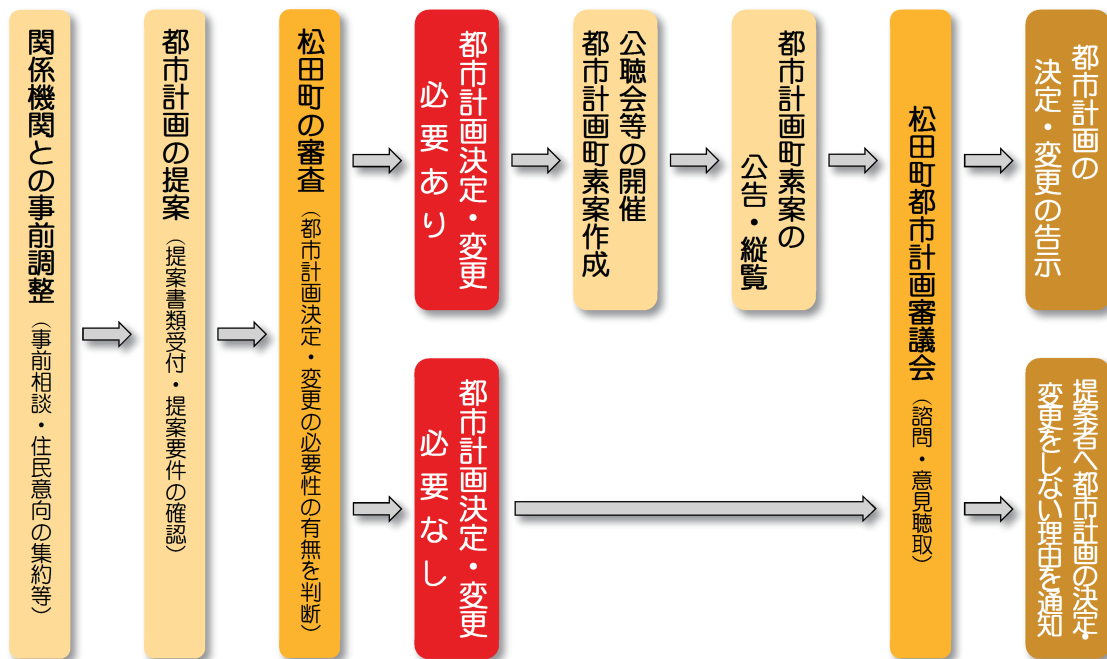 関係機関との事前調整（事前相談・住民意向の集約等）
都市計画の提案（提案書類受付・提案要件の確認）
松田町の審査（都市計画決定・変更の必要性の有無を判断）
都市計画決定・変更
必要あり
公聴会等の開催
都市計画町素案作成
都市計画町素案の
公告・縦覧
都市計画決定・変更
必要なし
松田町都市計画審議会（諮問・意見聴取）
都市計画の
決定・変更の告示
提案者へ都市計画の決定・
変更をしない理由を通知